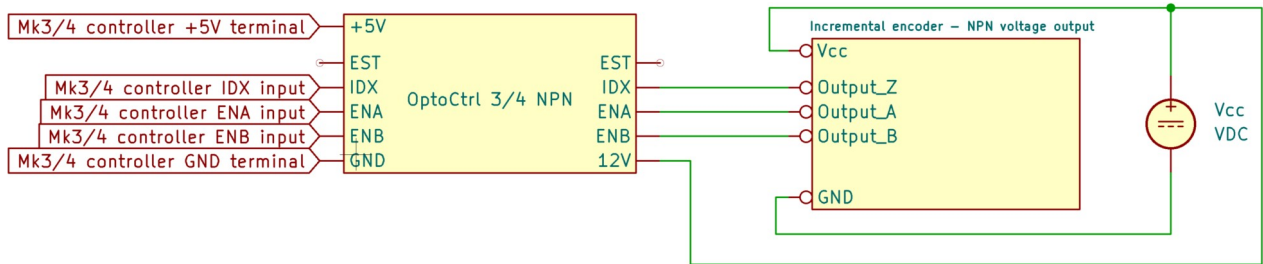 Mk3/4 controller +5V terminal
Mk3/4 controller IDX input
Mk3/4 controller ENA input
Mk3/4 controller ENB input
Mk3/4 controller GND terminal
+5V
EST
IDX
ENA
ENB
GND
OptoCtrl 3/4 NPN
EST
IDX
ENA
ENB
12V
Incremental encoder – NPN voltage output
Vcc
Output_Z
Output_A
Output_B
GND
+
Vcc
VDC